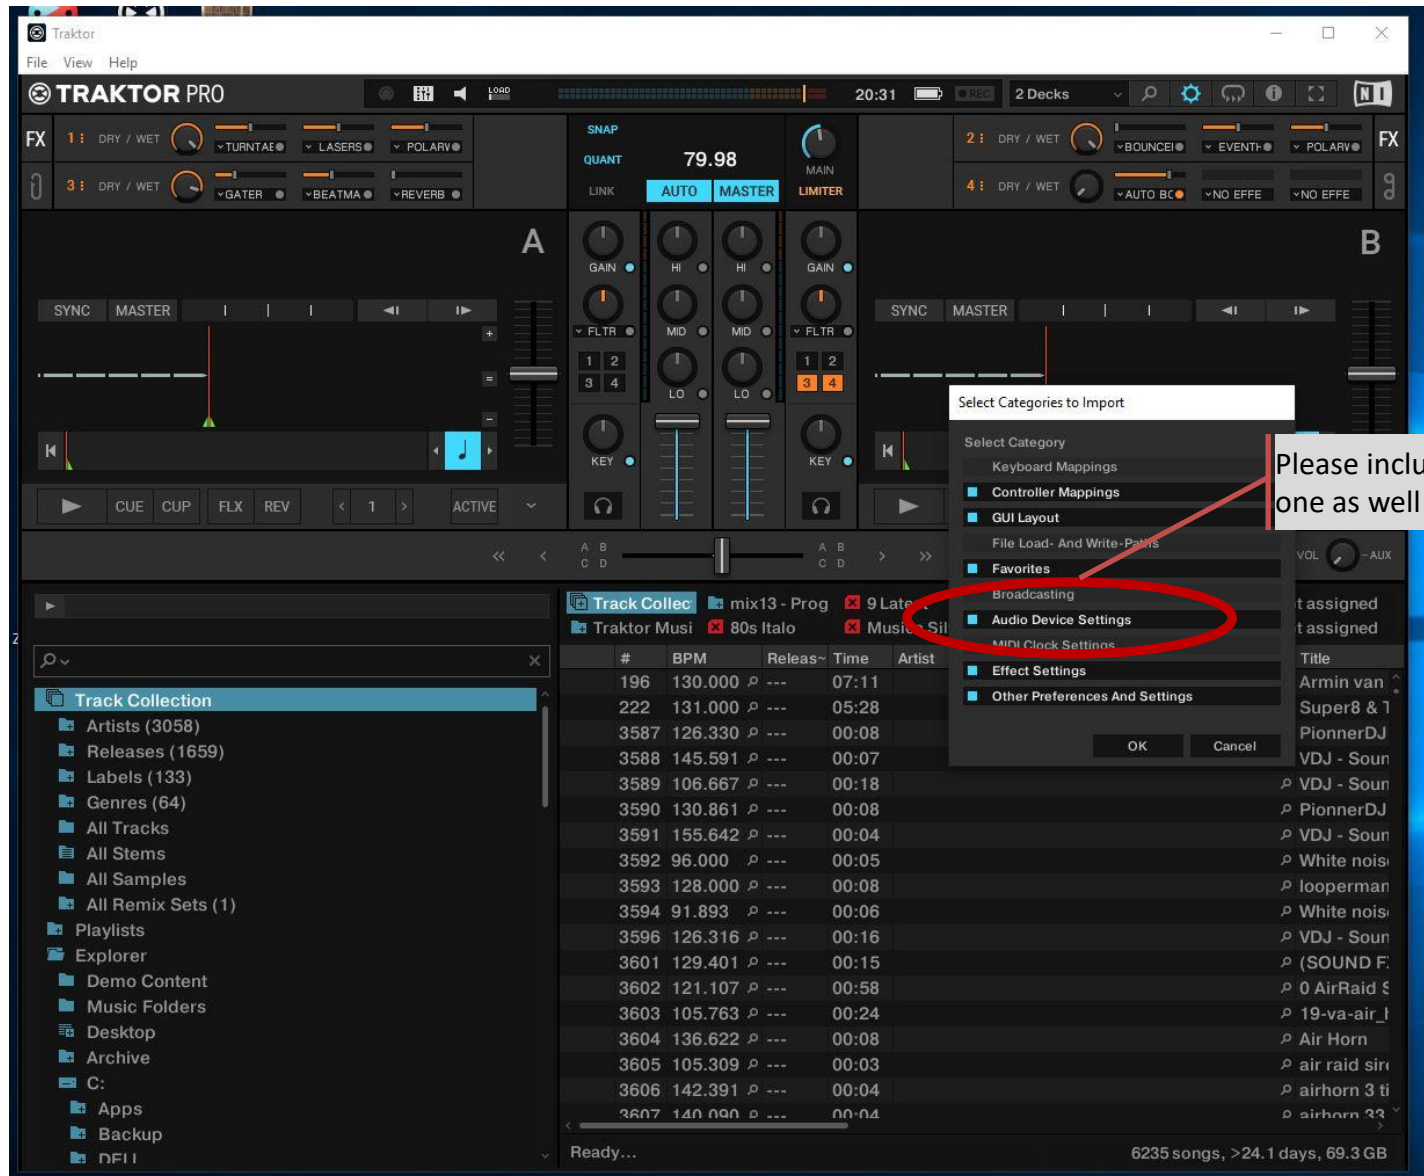 Traktor
File View Help
TRAKTOR PRO
LOAD
20:31
REC
2 Decks
NI
FX
1 DRY / WET
TURNTAE
LASERS
POLARV
3 DRY / WET
GATER
BEATMA
REVERB
SNAP
QUANT
LINK
79.98
AUTO MASTER
MAIN
LIMITER
2 DRY / WET
BOUNCEI
EVENTH
POLARV
FX
4 DRY / WET
AUTO BC
NO EFFE
NO EFFE
A
SYNC MASTER
CUE CUP FLX REV < 1 > ACTIVE
GAIN HI HI GAIN
FLTR MID MID FLTR
1 2
3 4
LO LO
1 2
3 4
KEY KEY
A B
C D
A B
C D
B
SYNC MASTER
VOL AUX
Select Categories to Import
Select Category
Keyboard Mappings
Controller Mappings
GUI Layout
File Load- And Write-Paths
Favorites
Broadcasting
Audio Device Settings
MIDI Clock Settings
Effect Settings
Other Preferences And Settings
OK Cancel
Please inclu
one as well
Track Collec mix13 - Prog 9 Latest t assigned
Traktor Musi 80s Italo t assigned
Track Collection
Artists (3058)
Releases (1659)
Labels (133)
Genres (64)
All Tracks
All Stems
All Samples
All Remix Sets (1)
Playlists
Explorer
Demo Content
Music Folders
Desktop
Archive
C:
Apps
Backup
DELL
# BPM Releas~ Time Artist Title
196 130.000 --- 07:11 Armin van
222 131.000 --- 05:28 Super8 & T
3587 126.330 --- 00:08 PionnerDJ
3588 145.591 --- 00:07 VDJ - Soun
3589 106.667 --- 00:18 VDJ - Soun
3590 130.861 --- 00:08 PionnerDJ
3591 155.642 --- 00:04 VDJ - Soun
3592 96.000 --- 00:05 White nois
3593 128.000 --- 00:08 looperman
3594 91.893 --- 00:06 White nois
3596 126.316 --- 00:16 VDJ - Soun
3601 129.401 --- 00:15 (SOUND F
3602 121.107 --- 00:58 0 AirRaid S
3603 105.763 --- 00:24 19-va-air_h
3604 136.622 --- 00:08 Air Horn
3605 105.309 --- 00:03 air raid sire
3606 142.391 --- 00:04 airhorn 3 ti
3607 140.090 --- 00:04 airhorn 33
Ready... 6235 songs, >24.1 days, 69.3 GB